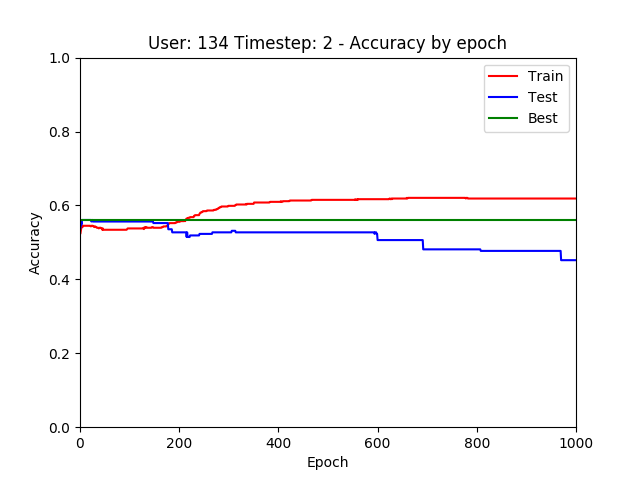 User: 134 Timestep: 2 - Accuracy by epoch
Train
Test
Best
1.0
0.8
0.6
0.4
0.2
0.0
Accuracy
0 200 400 600 800 1000
Epoch